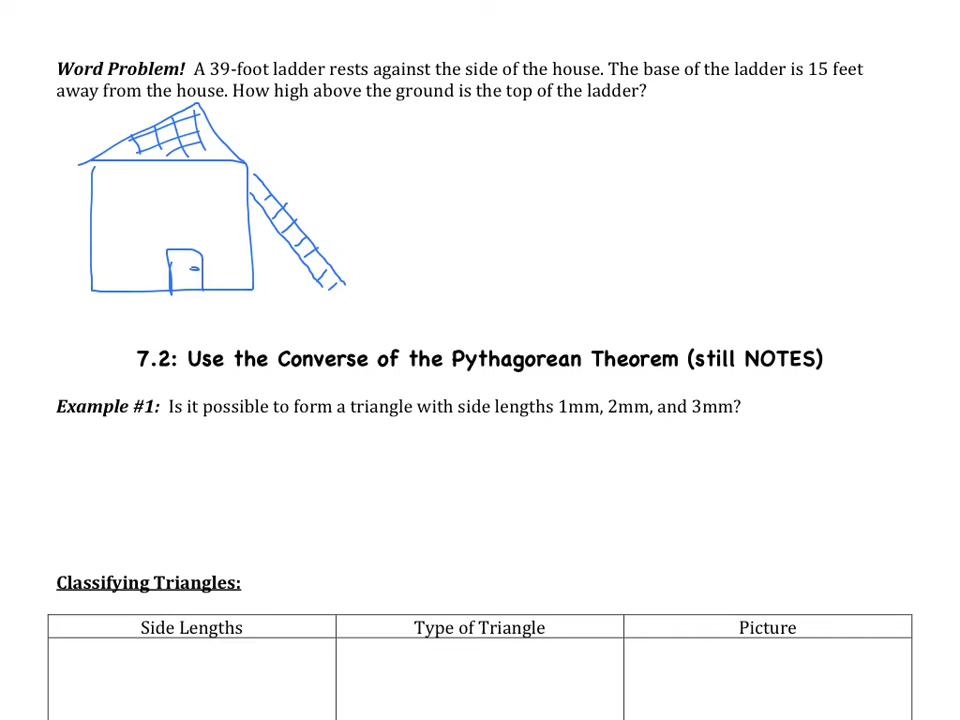 Word Problem! A 39-foot ladder rests against the side of the house. The base of the ladder is 15 feet
away from the house. How high above the ground is the top of the ladder?
7.2: Use the Converse of the Pythagorean Theorem (still NOTES)
Example #1: Is it possible to form a triangle with side lengths 1mm, 2mm, and 3mm?
Classifying Triangles:
Side Lengths Type of Triangle Picture